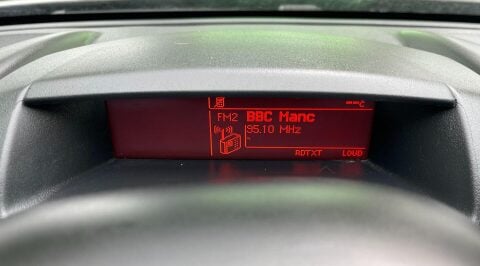 --°C
FM2 BBC Manc
95.10 MHz
RDTXT LOUD